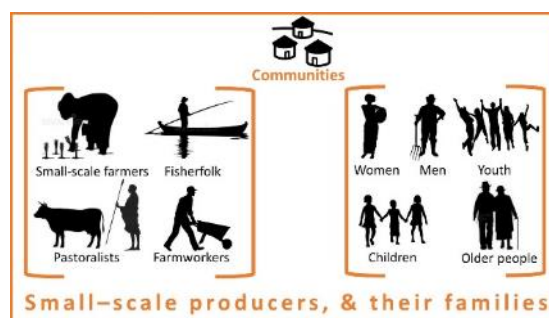 Communities
Small-scale farmers
Fisherfolk
Women
Men
Youth
Pastoralists
Farmworkers
Children
Older people
Small–scale producers, & their families